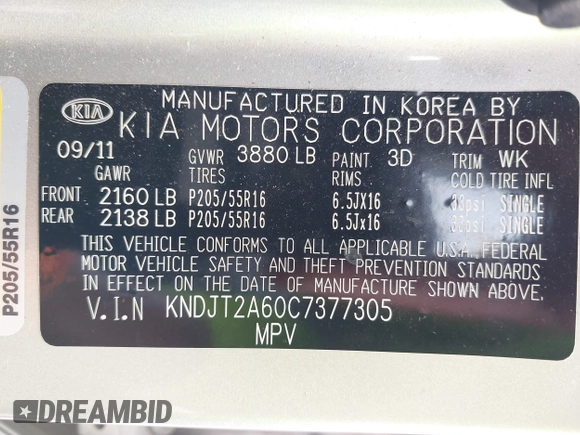 KIA
MANUFACTURED IN KOREA BY
KIA MOTORS CORPORATION
09/11 GVWR 3880 LB PAINT 3D TRIM WK
GAWR TIRES RIMS COLD TIRE INFL
FRONT 2160 LB P205/55R16 6.5Jx16 33psi SINGLE
REAR 2138 LB P205/55R16 6.5Jx16 33psi SINGLE
THIS VEHICLE CONFORMS TO ALL APPLICABLE U.S.A. FEDERAL
MOTOR VEHICLE SAFETY AND THEFT PREVENTION STANDARDS
IN EFFECT ON THE DATE OF MANUFACTURE SHOWN ABOVE.
V.I.N KNDJT2A60C7377305
MPV
P205/55R16
DREAMBID